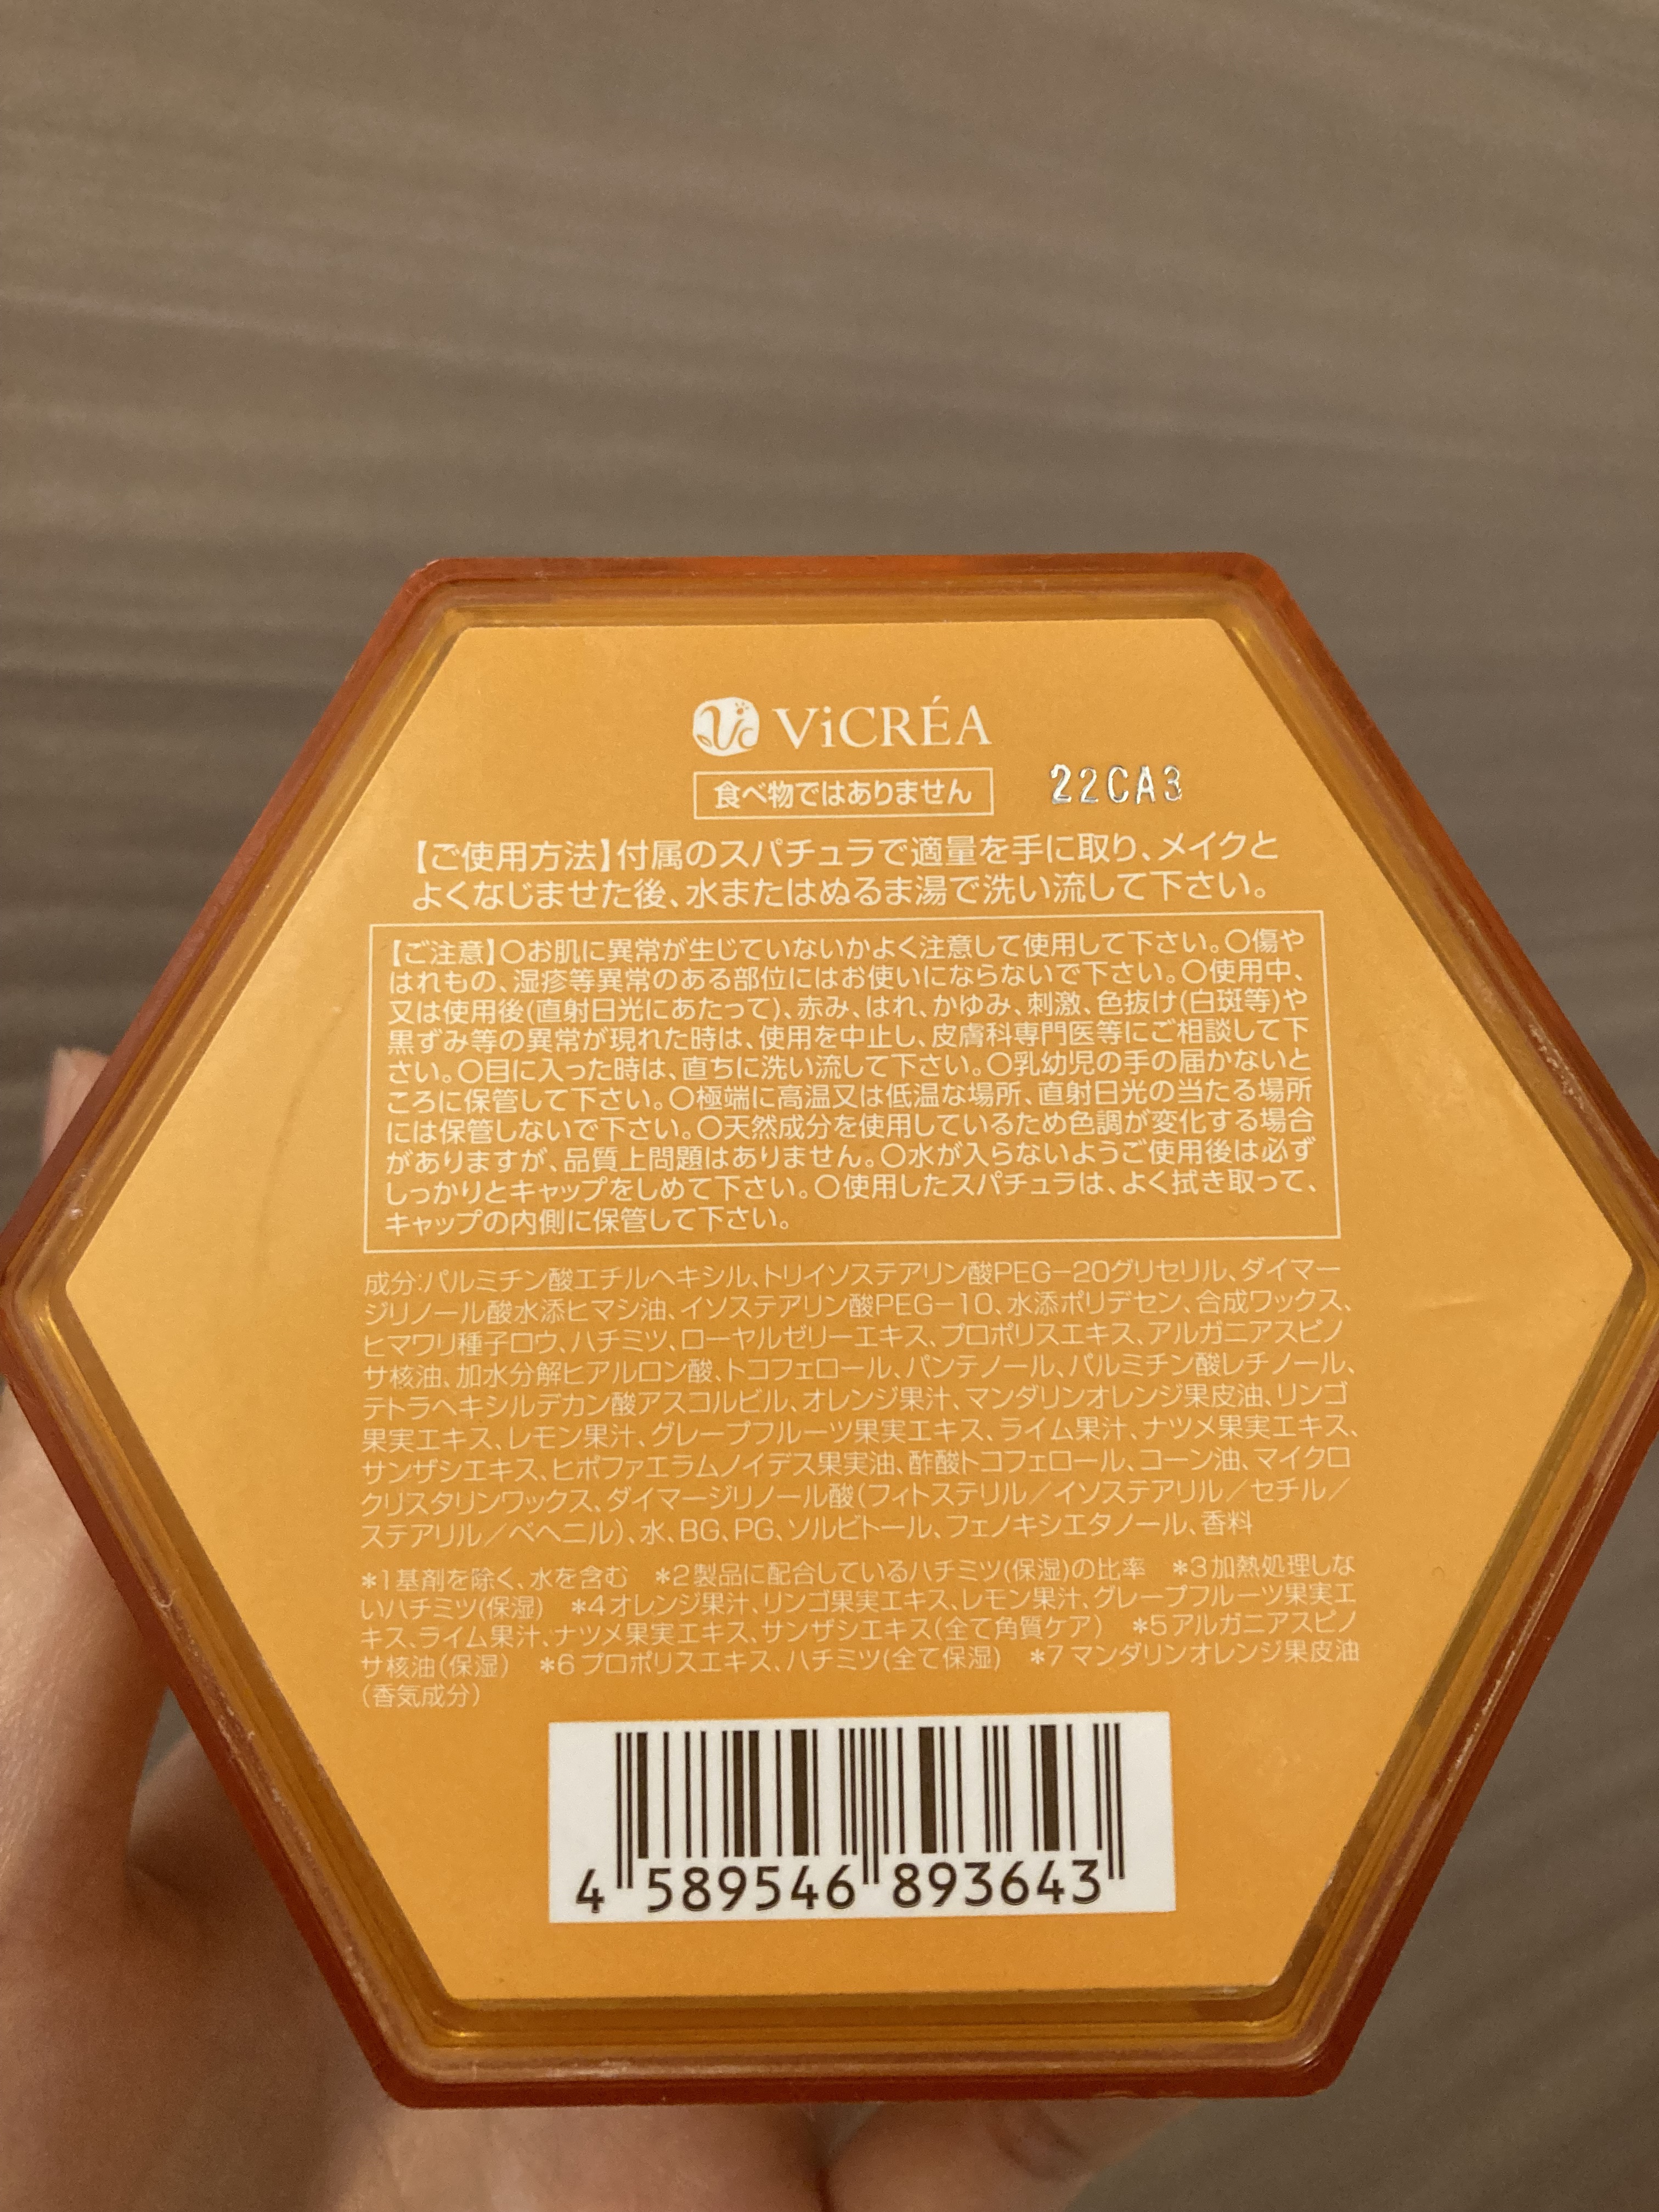 ViCRÉA
食べ物ではありません
22CA3
【ご使用方法】付属のスパチュラで適量を手に取り、メイクと
よくなじませた後、水またはぬるま湯で洗い流して下さい。
【ご注意】○お肌に異常が生じていないかよく注意して使用して下さい。○傷や
はれもの、湿疹等異常のある部位にはお使いにならないで下さい。○使用中、
又は使用後(直射日光にあたって)、赤み、はれ、かゆみ、刺激、色抜け(白斑等)や
黒ずみ等の異常が現れた時は、使用を中止し、皮膚科専門医等にご相談して下
さい。○目に入った時は、直ちに洗い流して下さい。○乳幼児の手の届かないと
ころに保管して下さい。○極端に高温又は低温な場所、直射日光の当たる場所
には保管しないで下さい。○天然成分を使用しているため色調が変化する場合
がありますが、品質上問題はありません。○水が入らないようご使用後は必ず
しっかりとキャップをしめて下さい。○使用したスパチュラは、よく拭き取って、
キャップの内側に保管して下さい。
成分:パルミチン酸エチルヘキシル、トリイソステアリン酸PEG-20グリセリル、ダイマー
ジリノール酸水添ヒマシ油、イソステアリン酸PEG-10、水添ポリデセン、合成ワックス、
ヒマワリ種子ロウ、ハチミツ、ローヤルゼリーエキス、プロポリスエキス、アルガニアスピノ
サ核油、加水分解ヒアルロン酸、トコフェロール、パンテノール、パルミチン酸レチノール、
テトラヘキシルデカン酸アスコルビル、オレンジ果汁、マンダリンオレンジ果皮油、リンゴ
果実エキス、レモン果汁、グレープフルーツ果実エキス、ライム果汁、ナツメ果実エキス、
サンザシエキス、ヒポファエラムノイデス果実油、酢酸トコフェロール、コーン油、マイクロ
クリスタリンワックス、ダイマージリノール酸(フィトステリル/イソステアリル/セチル/
ステアリル/ベヘニル)、水、BG、PG、ソルビトール、フェノキシエタノール、香料
*1基剤を除く、水を含む *2製品に配合しているハチミツ(保湿)の比率 *3加熱処理しな
いハチミツ(保湿) *4オレンジ果汁、リンゴ果実エキス、レモン果汁、グレープフルーツ果実エ
キス、ライム果汁、ナツメ果実エキス、サンザシエキス(全て角質ケア) *5アルガニアスピノ
サ核油(保湿) *6プロポリスエキス、ハチミツ(全て保湿) *7マンダリンオレンジ果皮油
(香気成分)
4 589546 893643